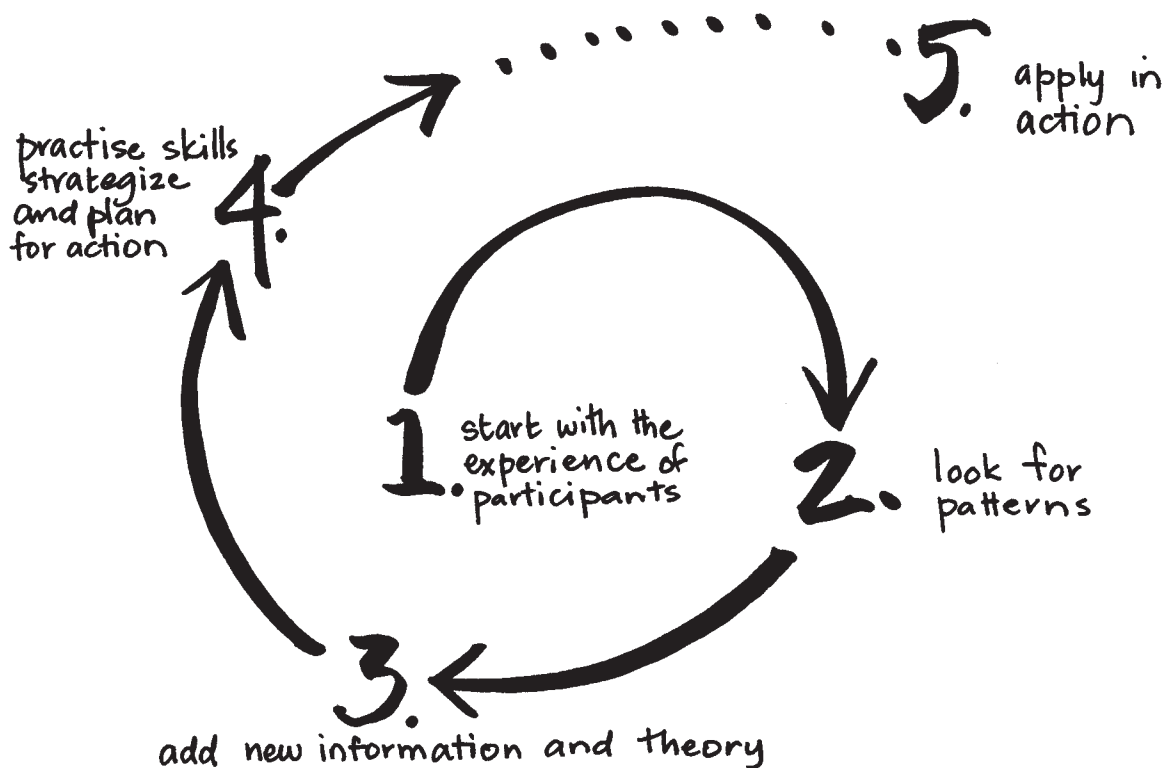 1. start with the
experience of
participants
2. look for
patterns
3.
add new information and theory
practise skills
strategize
and plan
for action
4.
5. apply in
action